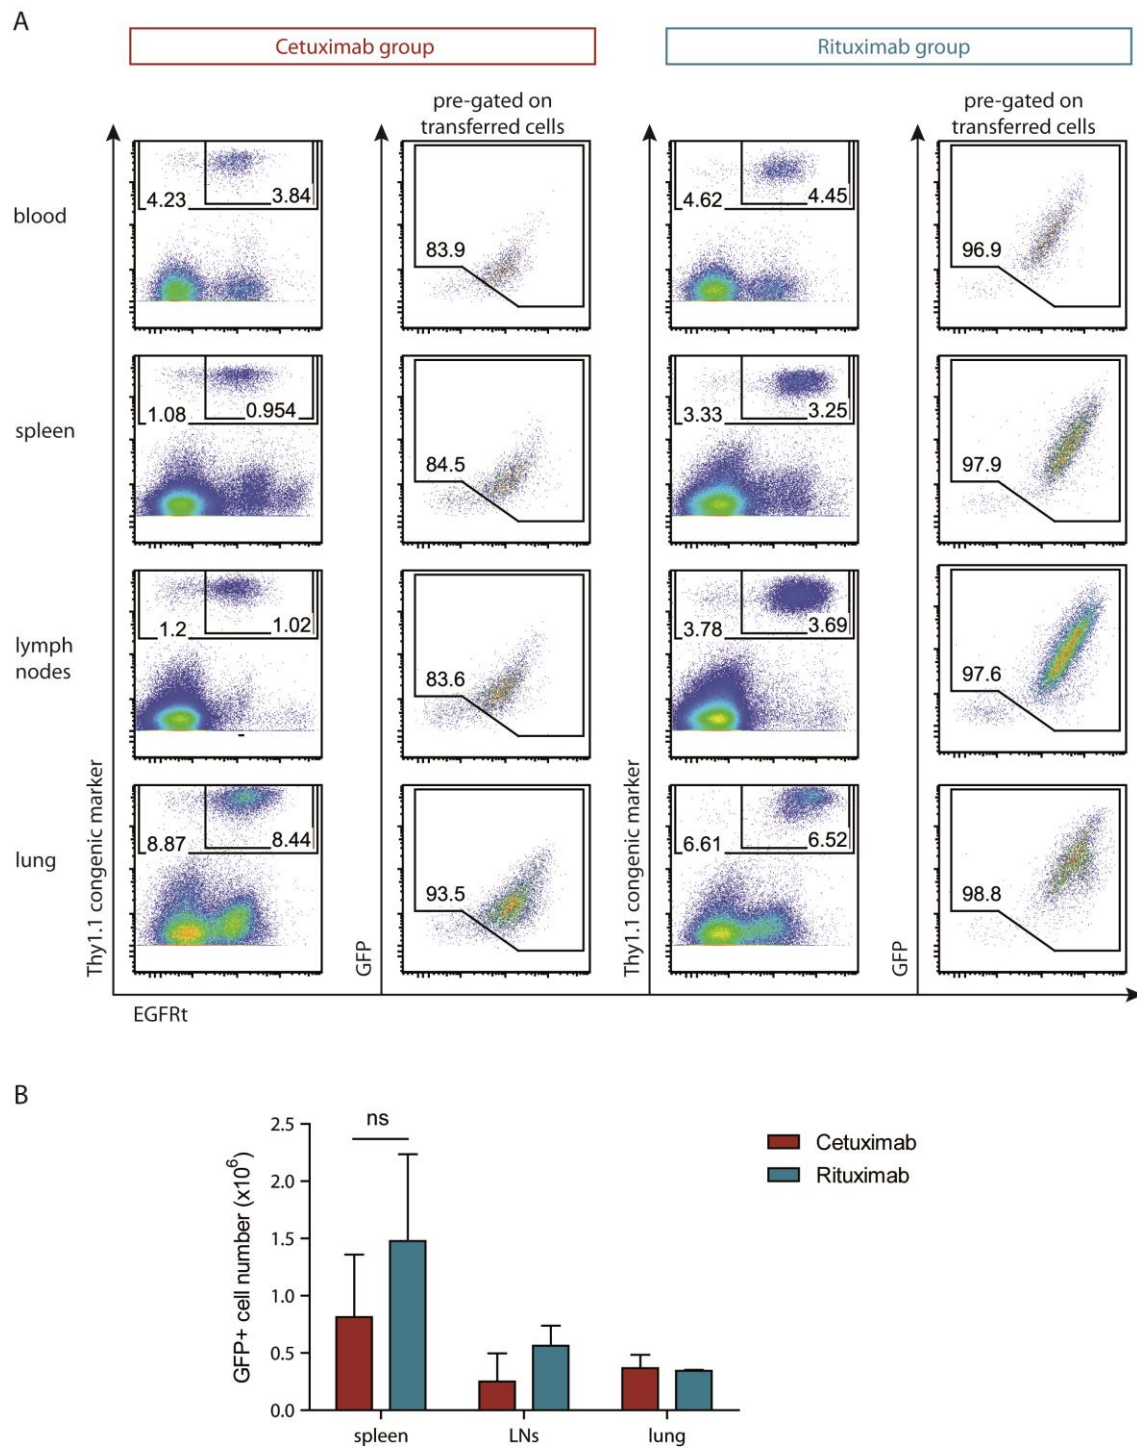 A
Cetuximab group
Rituximab group
pre-gated on
transferred cells
pre-gated on
transferred cells
blood
4.23
3.84
83.9
4.62
4.45
96.9
spleen
1.08
0.954
84.5
3.33
3.25
97.9
lymph
nodes
1.2
1.02
83.6
3.78
3.69
97.6
lung
8.87
8.44
93.5
6.61
6.52
98.8
Thy1.1 congenic marker
GFP
Thy1.1 congenic marker
GFP
EGFRt
B
ns
Cetuximab
Rituximab
GFP+ cell number (x10⁶)
2.5
2.0
1.5
1.0
0.5
0.0
spleen
LNs
lung